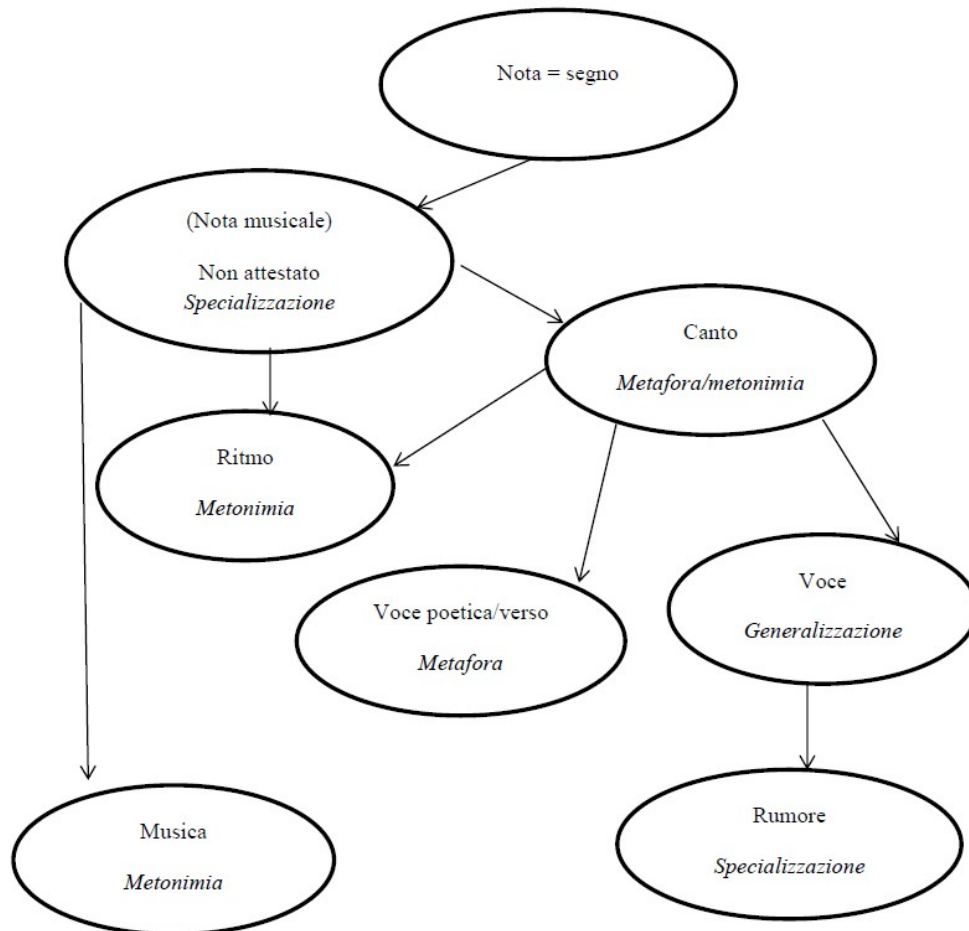 Nota = segno
(Nota musicale)
Non attestato
Specializzazione
Canto
Metafora/metonimia
Ritmo
Metonimia
Voce poetica/verso
Metafora
Voce
Generalizzazione
Musica
Metonimia
Rumore
Specializzazione